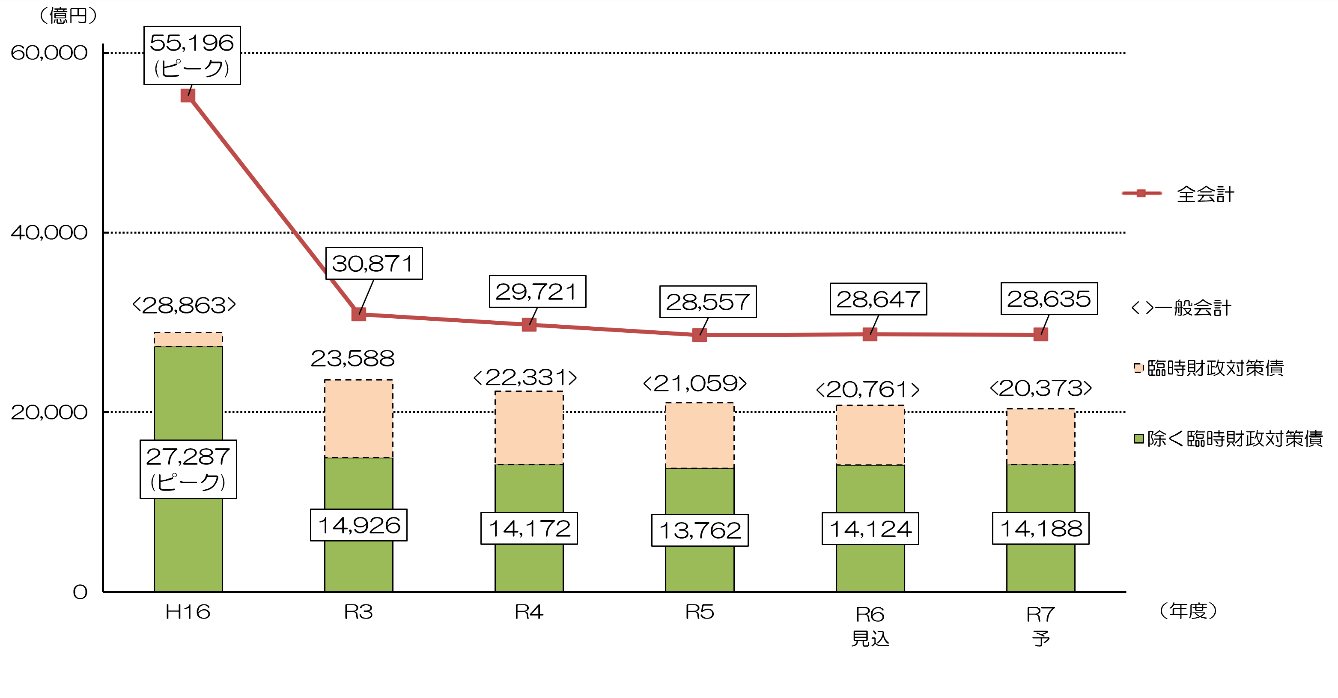 （億円）
60,000
40,000
20,000
0
55,196
(ピーク)
30,871
29,721
28,557
28,647
28,635
<28,863>
23,588
<22,331>
<21,059>
<20,761>
<20,373>
27,287
(ピーク)
14,926
14,172
13,762
14,124
14,188
H16
R3
R4
R5
R6
見込
R7
予
（年度）
全会計
< >一般会計
臨時財政対策債
除く臨時財政対策債